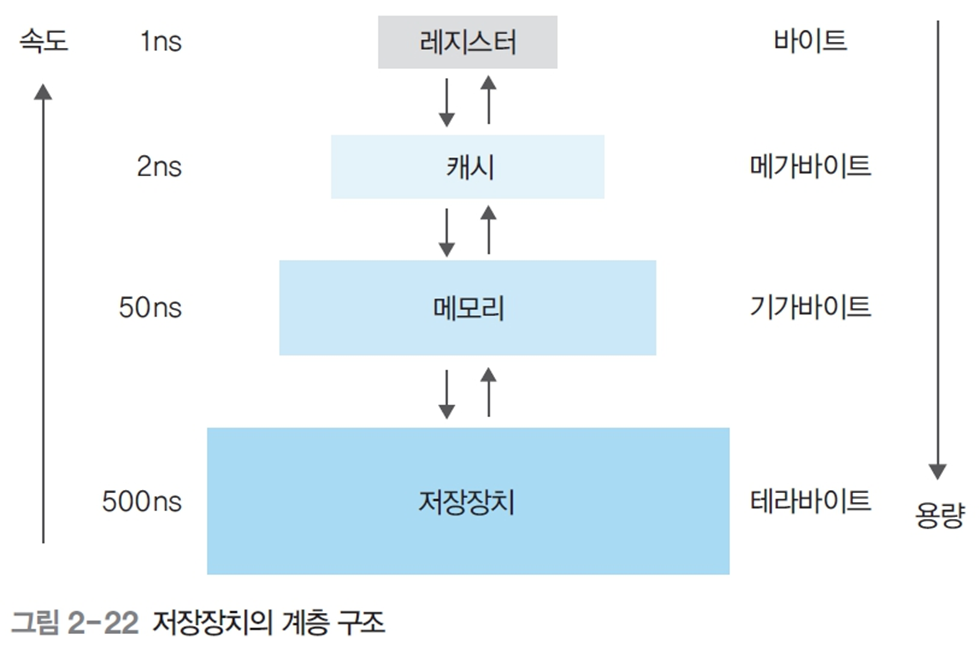 속도 1ns 레지스터 바이트
2ns 캐시 메가바이트
50ns 메모리 기가바이트
500ns 저장장치 테라바이트
용량
그림 2-22 저장장치의 계층 구조